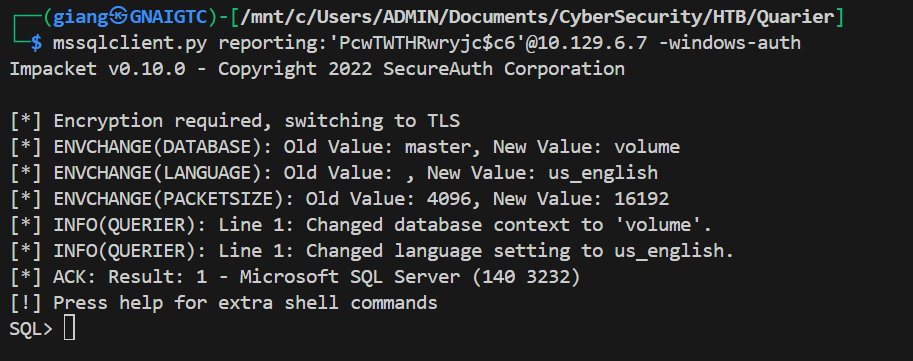 ┌──(giang㉿GNAIGTC)-[/mnt/c/Users/ADMIN/Documents/CyberSecurity/HTB/Quarier]
└─$ mssqlclient.py reporting:'PcwTWTHRwryjc$c6'@10.129.6.7 -windows-auth
Impacket v0.10.0 - Copyright 2022 SecureAuth Corporation
[*] Encryption required, switching to TLS
[*] ENVCHANGE(DATABASE): Old Value: master, New Value: volume
[*] ENVCHANGE(LANGUAGE): Old Value: , New Value: us_english
[*] ENVCHANGE(PACKETSIZE): Old Value: 4096, New Value: 16192
[*] INFO(QUERIER): Line 1: Changed database context to 'volume'.
[*] INFO(QUERIER): Line 1: Changed language setting to us_english.
[*] ACK: Result: 1 - Microsoft SQL Server (140 3232)
[!] Press help for extra shell commands
SQL>